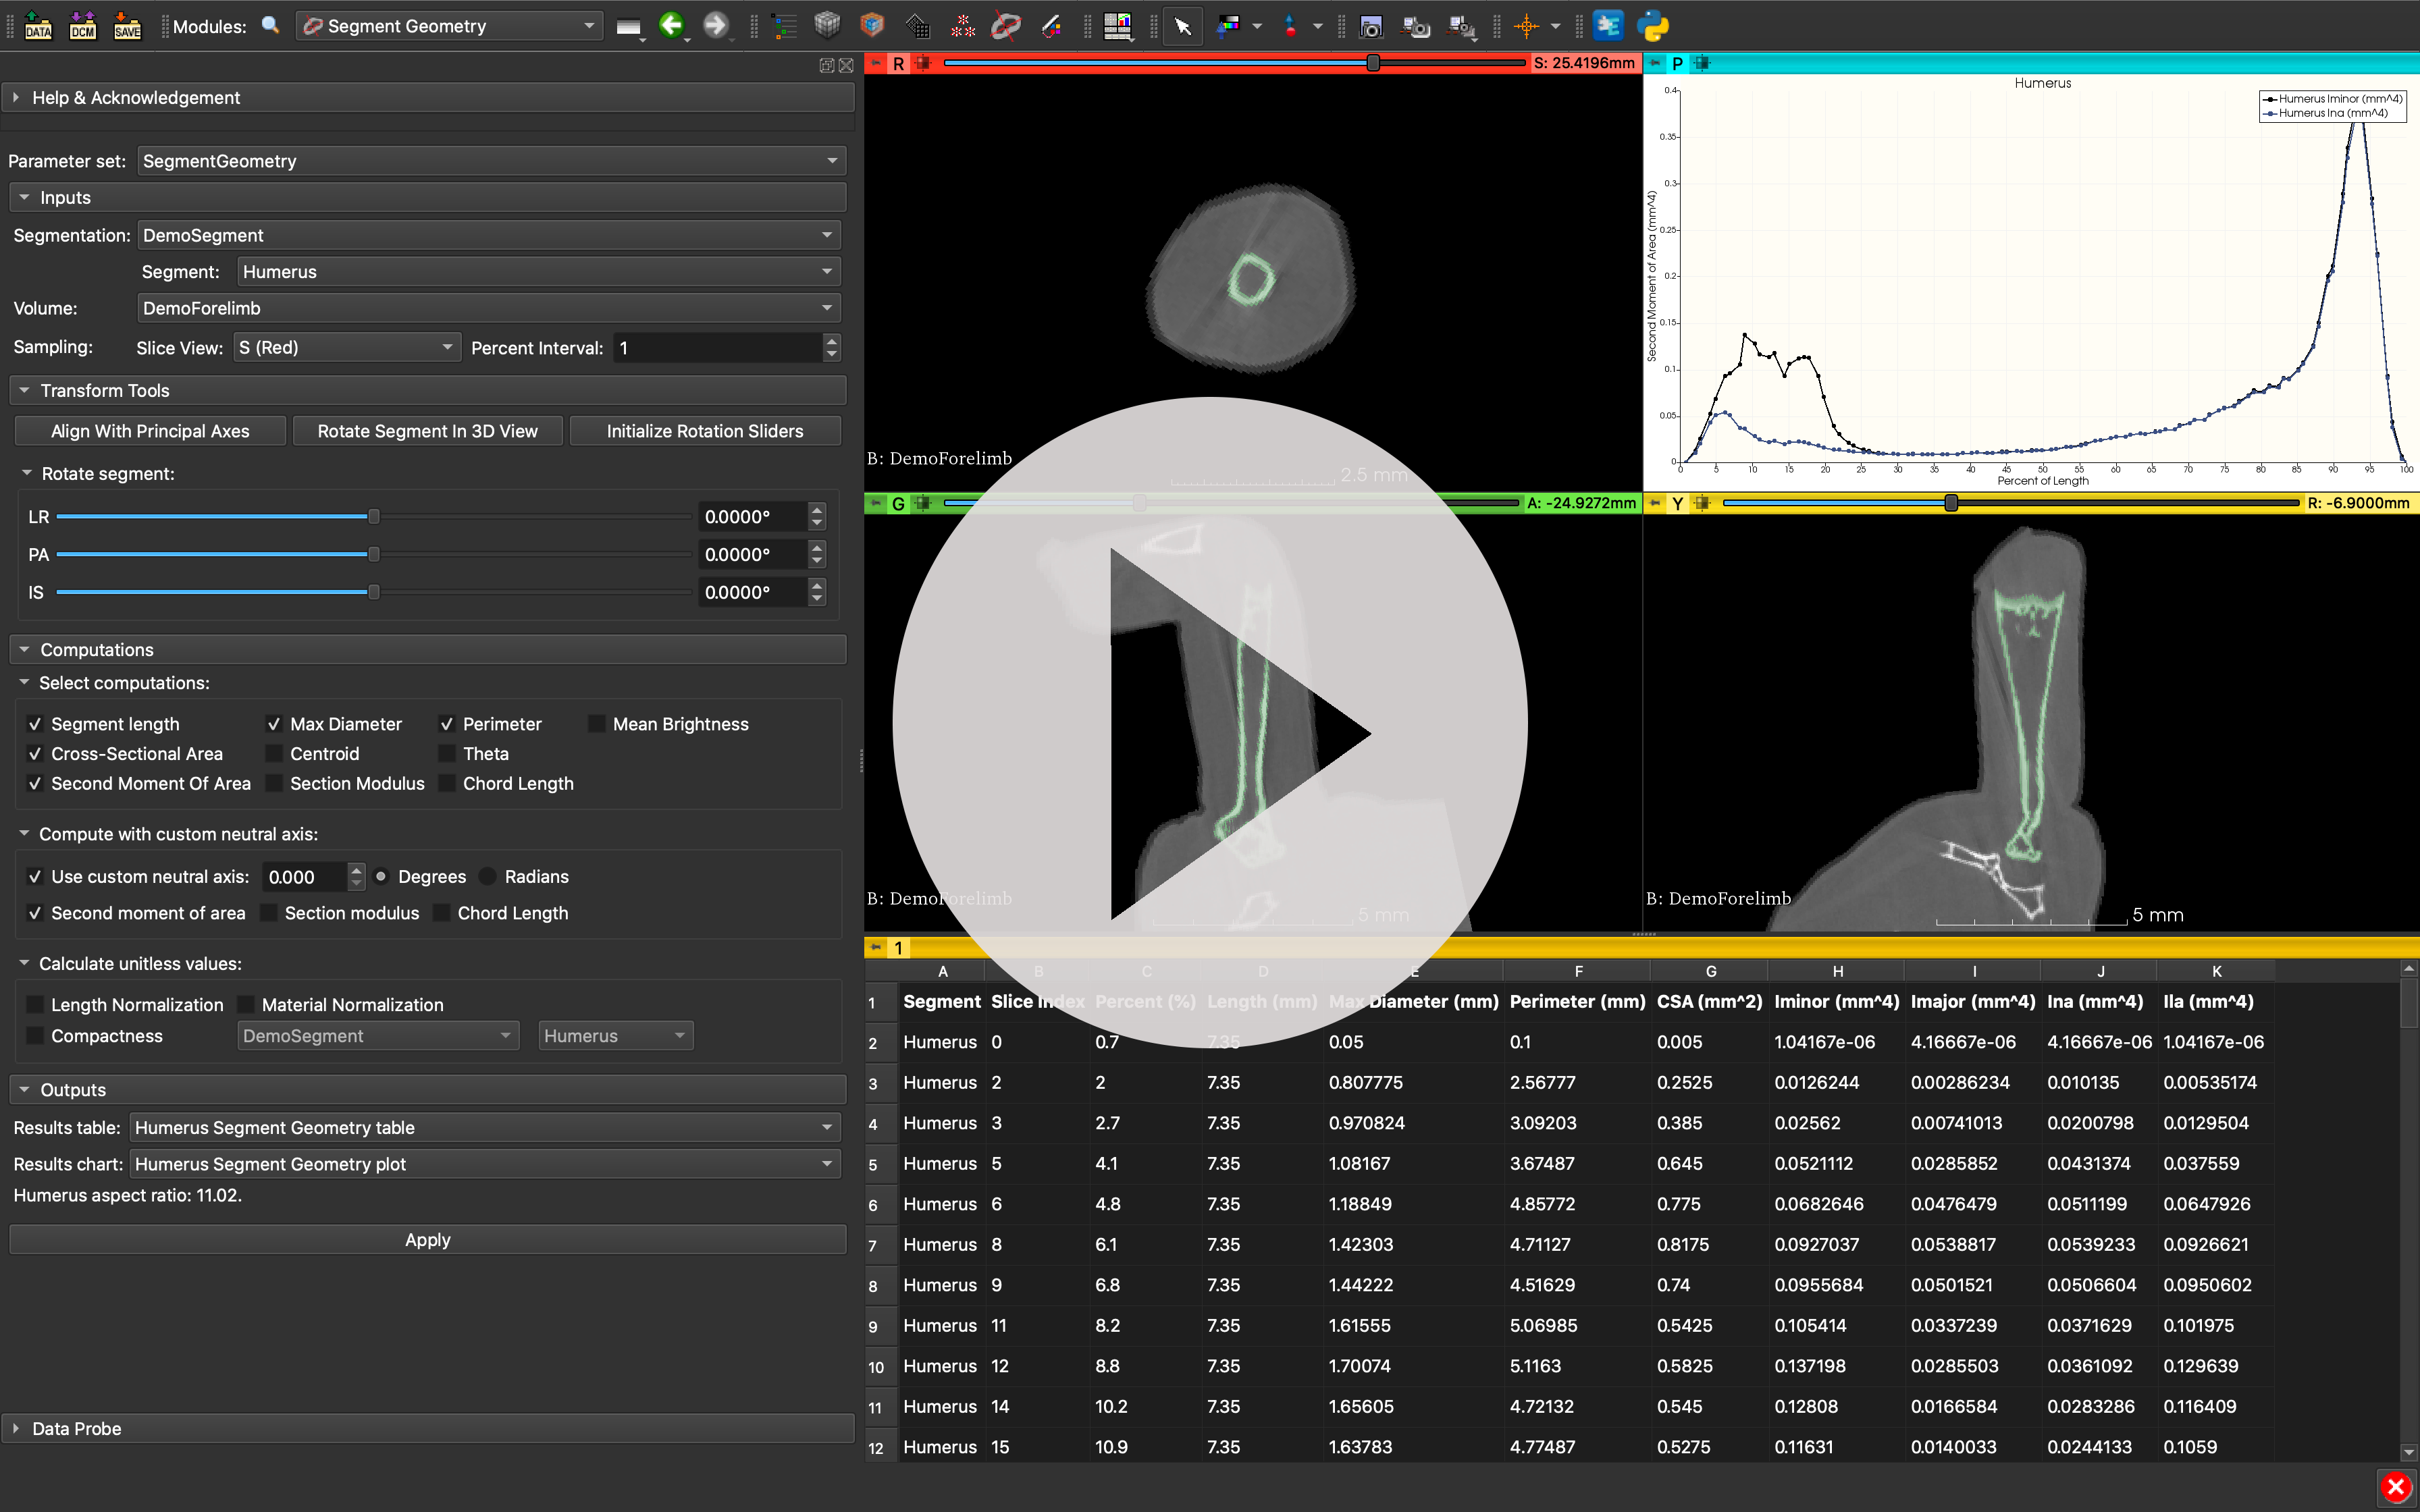 DATA DCM SAVE Modules: Segment Geometry
Help & Acknowledgement
Parameter set: SegmentGeometry
Inputs
Segmentation: DemoSegment
Segment: Humerus
Volume: DemoForelimb
Sampling: Slice View: S (Red) Percent Interval: 1
Transform Tools
Align With Principal Axes Rotate Segment In 3D View Initialize Rotation Sliders
Rotate segment:
LR 0.0000°
PA 0.0000°
IS 0.0000°
Computations
Select computations:
Segment length Max Diameter Perimeter Mean Brightness
Cross-Sectional Area Centroid Theta
Second Moment Of Area Section Modulus Chord Length
Compute with custom neutral axis:
Use custom neutral axis: 0.000 Degrees Radians
Second moment of area Section modulus Chord Length
Calculate unitless values:
Length Normalization Material Normalization
Compactness DemoSegment Humerus
Outputs
Results table: Humerus Segment Geometry table
Results chart: Humerus Segment Geometry plot
Humerus aspect ratio: 11.02.
Apply
Data Probe
R S: 25.4196mm
B: DemoForelimb
2.5 mm
P
Humerus
Humerus Iminor (mm^4)
Humerus Ina (mm^4)
Second Moment of Area (mm^4)
0.4
0.35
0.3
0.25
0.2
0.15
0.1
0.05
0
0 5 10 15 20 25 30 35 40 45 50 55 60 65 70 75 80 85 90 95 100
Percent of Length
G A: -24.9272mm
B: DemoForelimb
5 mm
Y R: -6.9000mm
B: DemoForelimb
5 mm
1
A B C D E F G H I J K
1 Segment Slice Index Percent (%) Length (mm) Max Diameter (mm) Perimeter (mm) CSA (mm^2) Iminor (mm^4) Imajor (mm^4) Ina (mm^4) Ila (mm^4)
2 Humerus 0 0.7 7.35 0.05 0.1 0.005 1.04167e-06 4.16667e-06 4.16667e-06 1.04167e-06
3 Humerus 2 2 7.35 0.807775 2.56777 0.2525 0.0126244 0.00286234 0.010135 0.00535174
4 Humerus 3 2.7 7.35 0.970824 3.09203 0.385 0.02562 0.00741013 0.0200798 0.0129504
5 Humerus 5 4.1 7.35 1.08167 3.67487 0.645 0.0521112 0.0285852 0.0431374 0.037559
6 Humerus 6 4.8 7.35 1.18849 4.85772 0.775 0.0682646 0.0476479 0.0511199 0.0647926
7 Humerus 8 6.1 7.35 1.42303 4.71127 0.8175 0.0927037 0.0538817 0.0539233 0.0926621
8 Humerus 9 6.8 7.35 1.44222 4.51629 0.74 0.0955684 0.0501521 0.0506604 0.0950602
9 Humerus 11 8.2 7.35 1.61555 5.06985 0.5425 0.105414 0.0337239 0.0371629 0.101975
10 Humerus 12 8.8 7.35 1.70074 5.1163 0.5825 0.137198 0.0285503 0.0361092 0.129639
11 Humerus 14 10.2 7.35 1.65605 4.72132 0.545 0.12808 0.0166584 0.0283286 0.116409
12 Humerus 15 10.9 7.35 1.63783 4.77487 0.5275 0.11631 0.0140033 0.0244133 0.1059